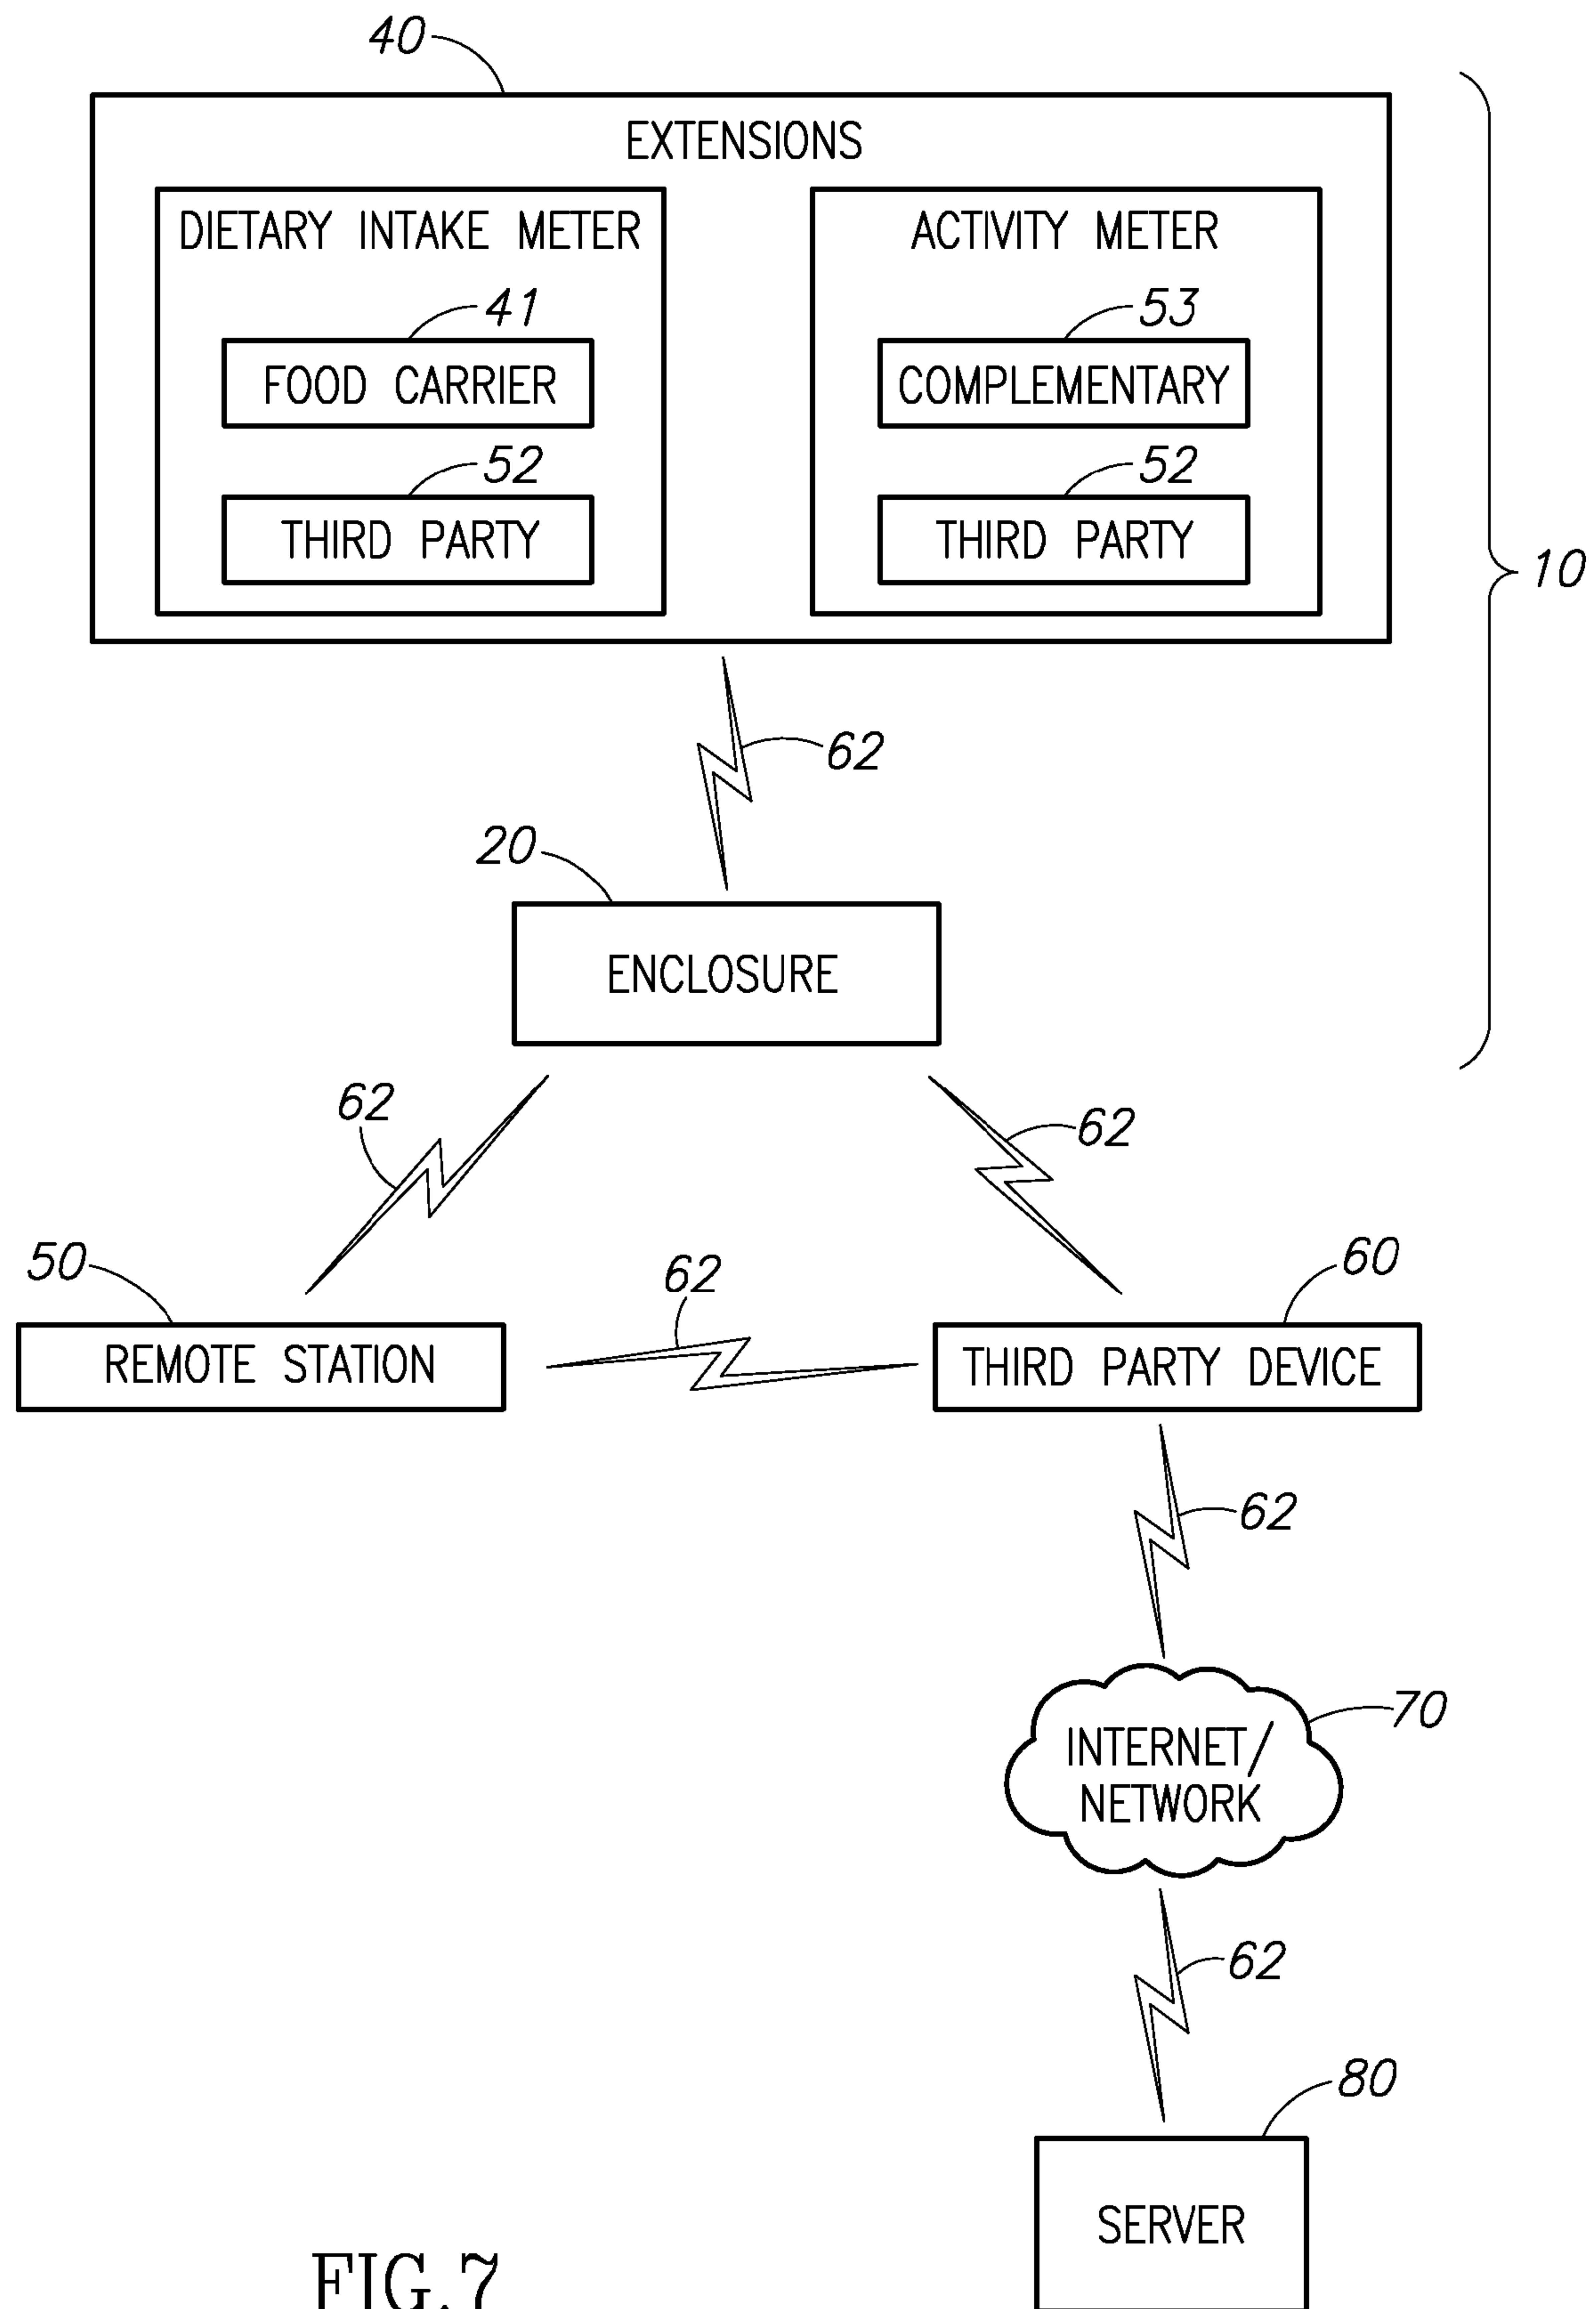 40
EXTENSIONS
DIETARY INTAKE METER
41
FOOD CARRIER
52
THIRD PARTY
ACTIVITY METER
53
COMPLEMENTARY
52
THIRD PARTY
10
62
20
ENCLOSURE
62
62
50
REMOTE STATION
62
60
THIRD PARTY DEVICE
62
70
INTERNET/
NETWORK
62
80
SERVER
FIG.7